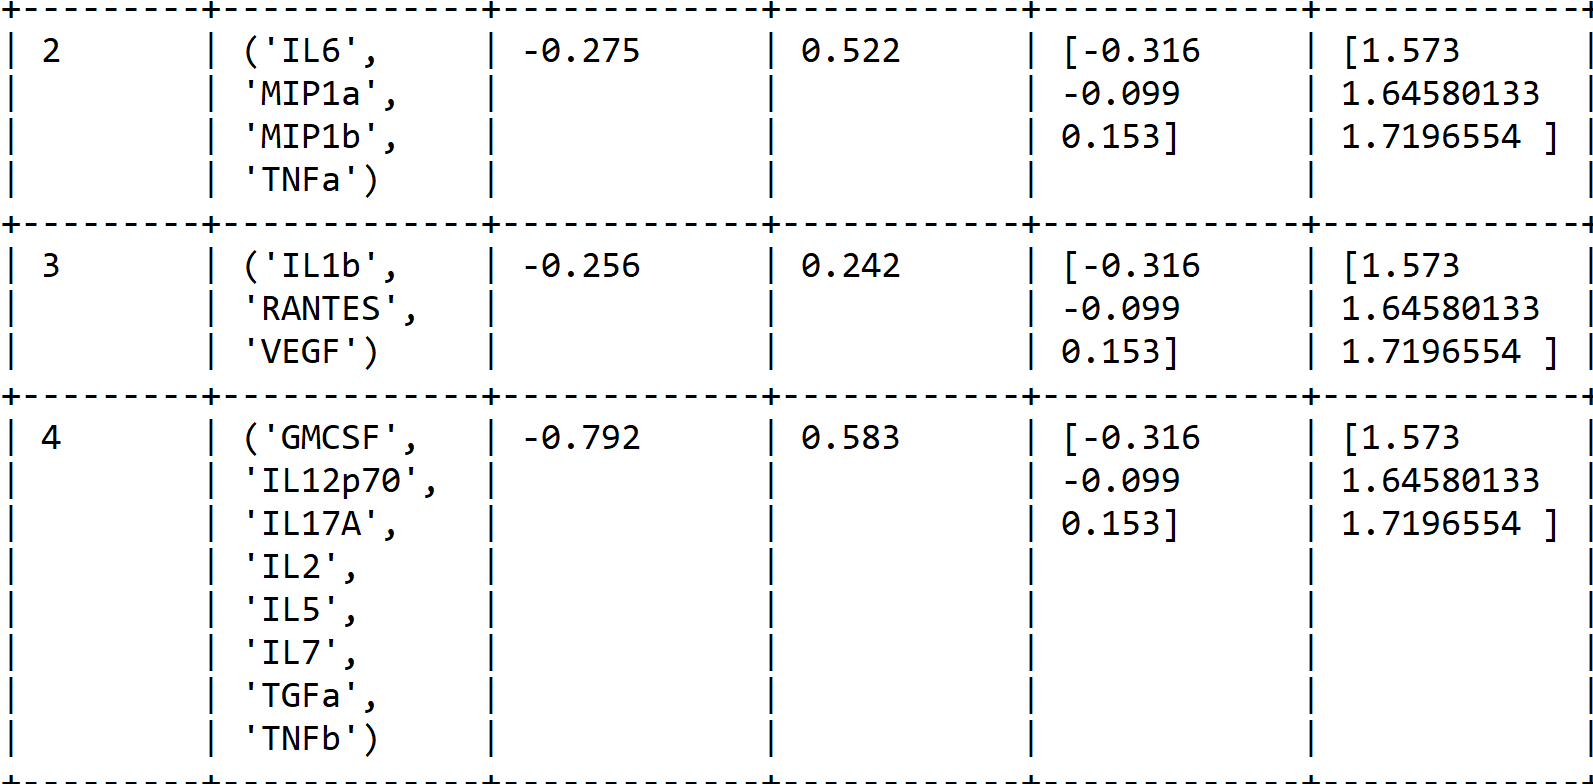 +---------+-------------+-------------+------------+-------------+-------------+
| 2       | ('IL6',     | -0.275      | 0.522      | [-0.316     | [1.573      |
|         | 'MIP1a',    |             |            | -0.099      | 1.64580133  |
|         | 'MIP1b',    |             |            | 0.153]      | 1.7196554 ] |
|         | 'TNFa')     |             |            |             |             |
+---------+-------------+-------------+------------+-------------+-------------+
| 3       | ('IL1b',    | -0.256      | 0.242      | [-0.316     | [1.573      |
|         | 'RANTES',   |             |            | -0.099      | 1.64580133  |
|         | 'VEGF')     |             |            | 0.153]      | 1.7196554 ] |
+---------+-------------+-------------+------------+-------------+-------------+
| 4       | ('GMCSF',   | -0.792      | 0.583      | [-0.316     | [1.573      |
|         | 'IL12p70',  |             |            | -0.099      | 1.64580133  |
|         | 'IL17A',    |             |            | 0.153]      | 1.7196554 ] |
|         | 'IL2',      |             |            |             |             |
|         | 'IL5',      |             |            |             |             |
|         | 'IL7',      |             |            |             |             |
|         | 'TGFa',     |             |            |             |             |
|         | 'TNFb')     |             |            |             |             |
+---------+-------------+-------------+------------+-------------+-------------+